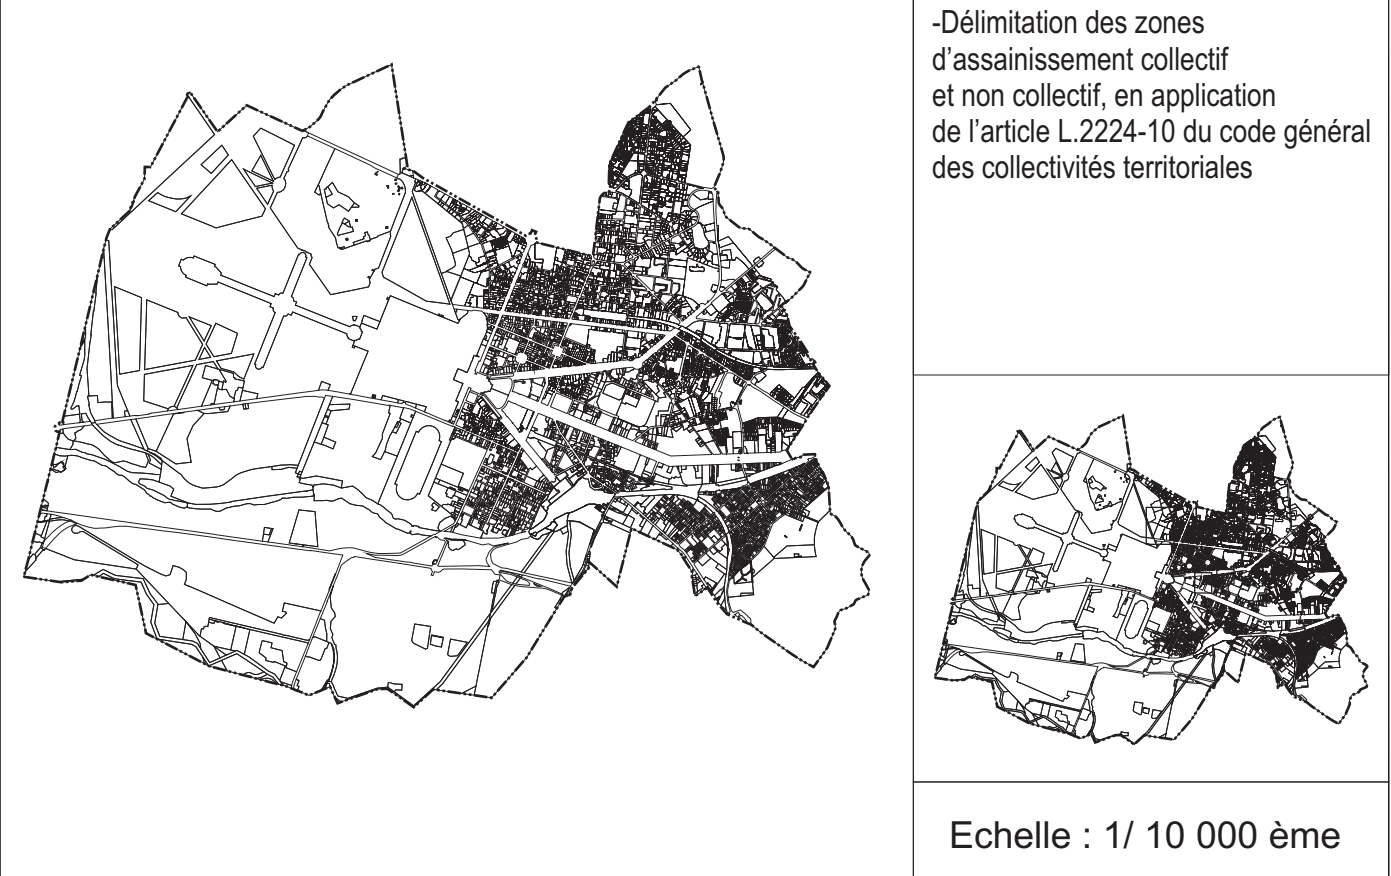 -Délimitation des zones
d’assainissement collectif
et non collectif, en application
de l’article L.2224-10 du code général
des collectivités territoriales
Echelle : 1/ 10 000 ème